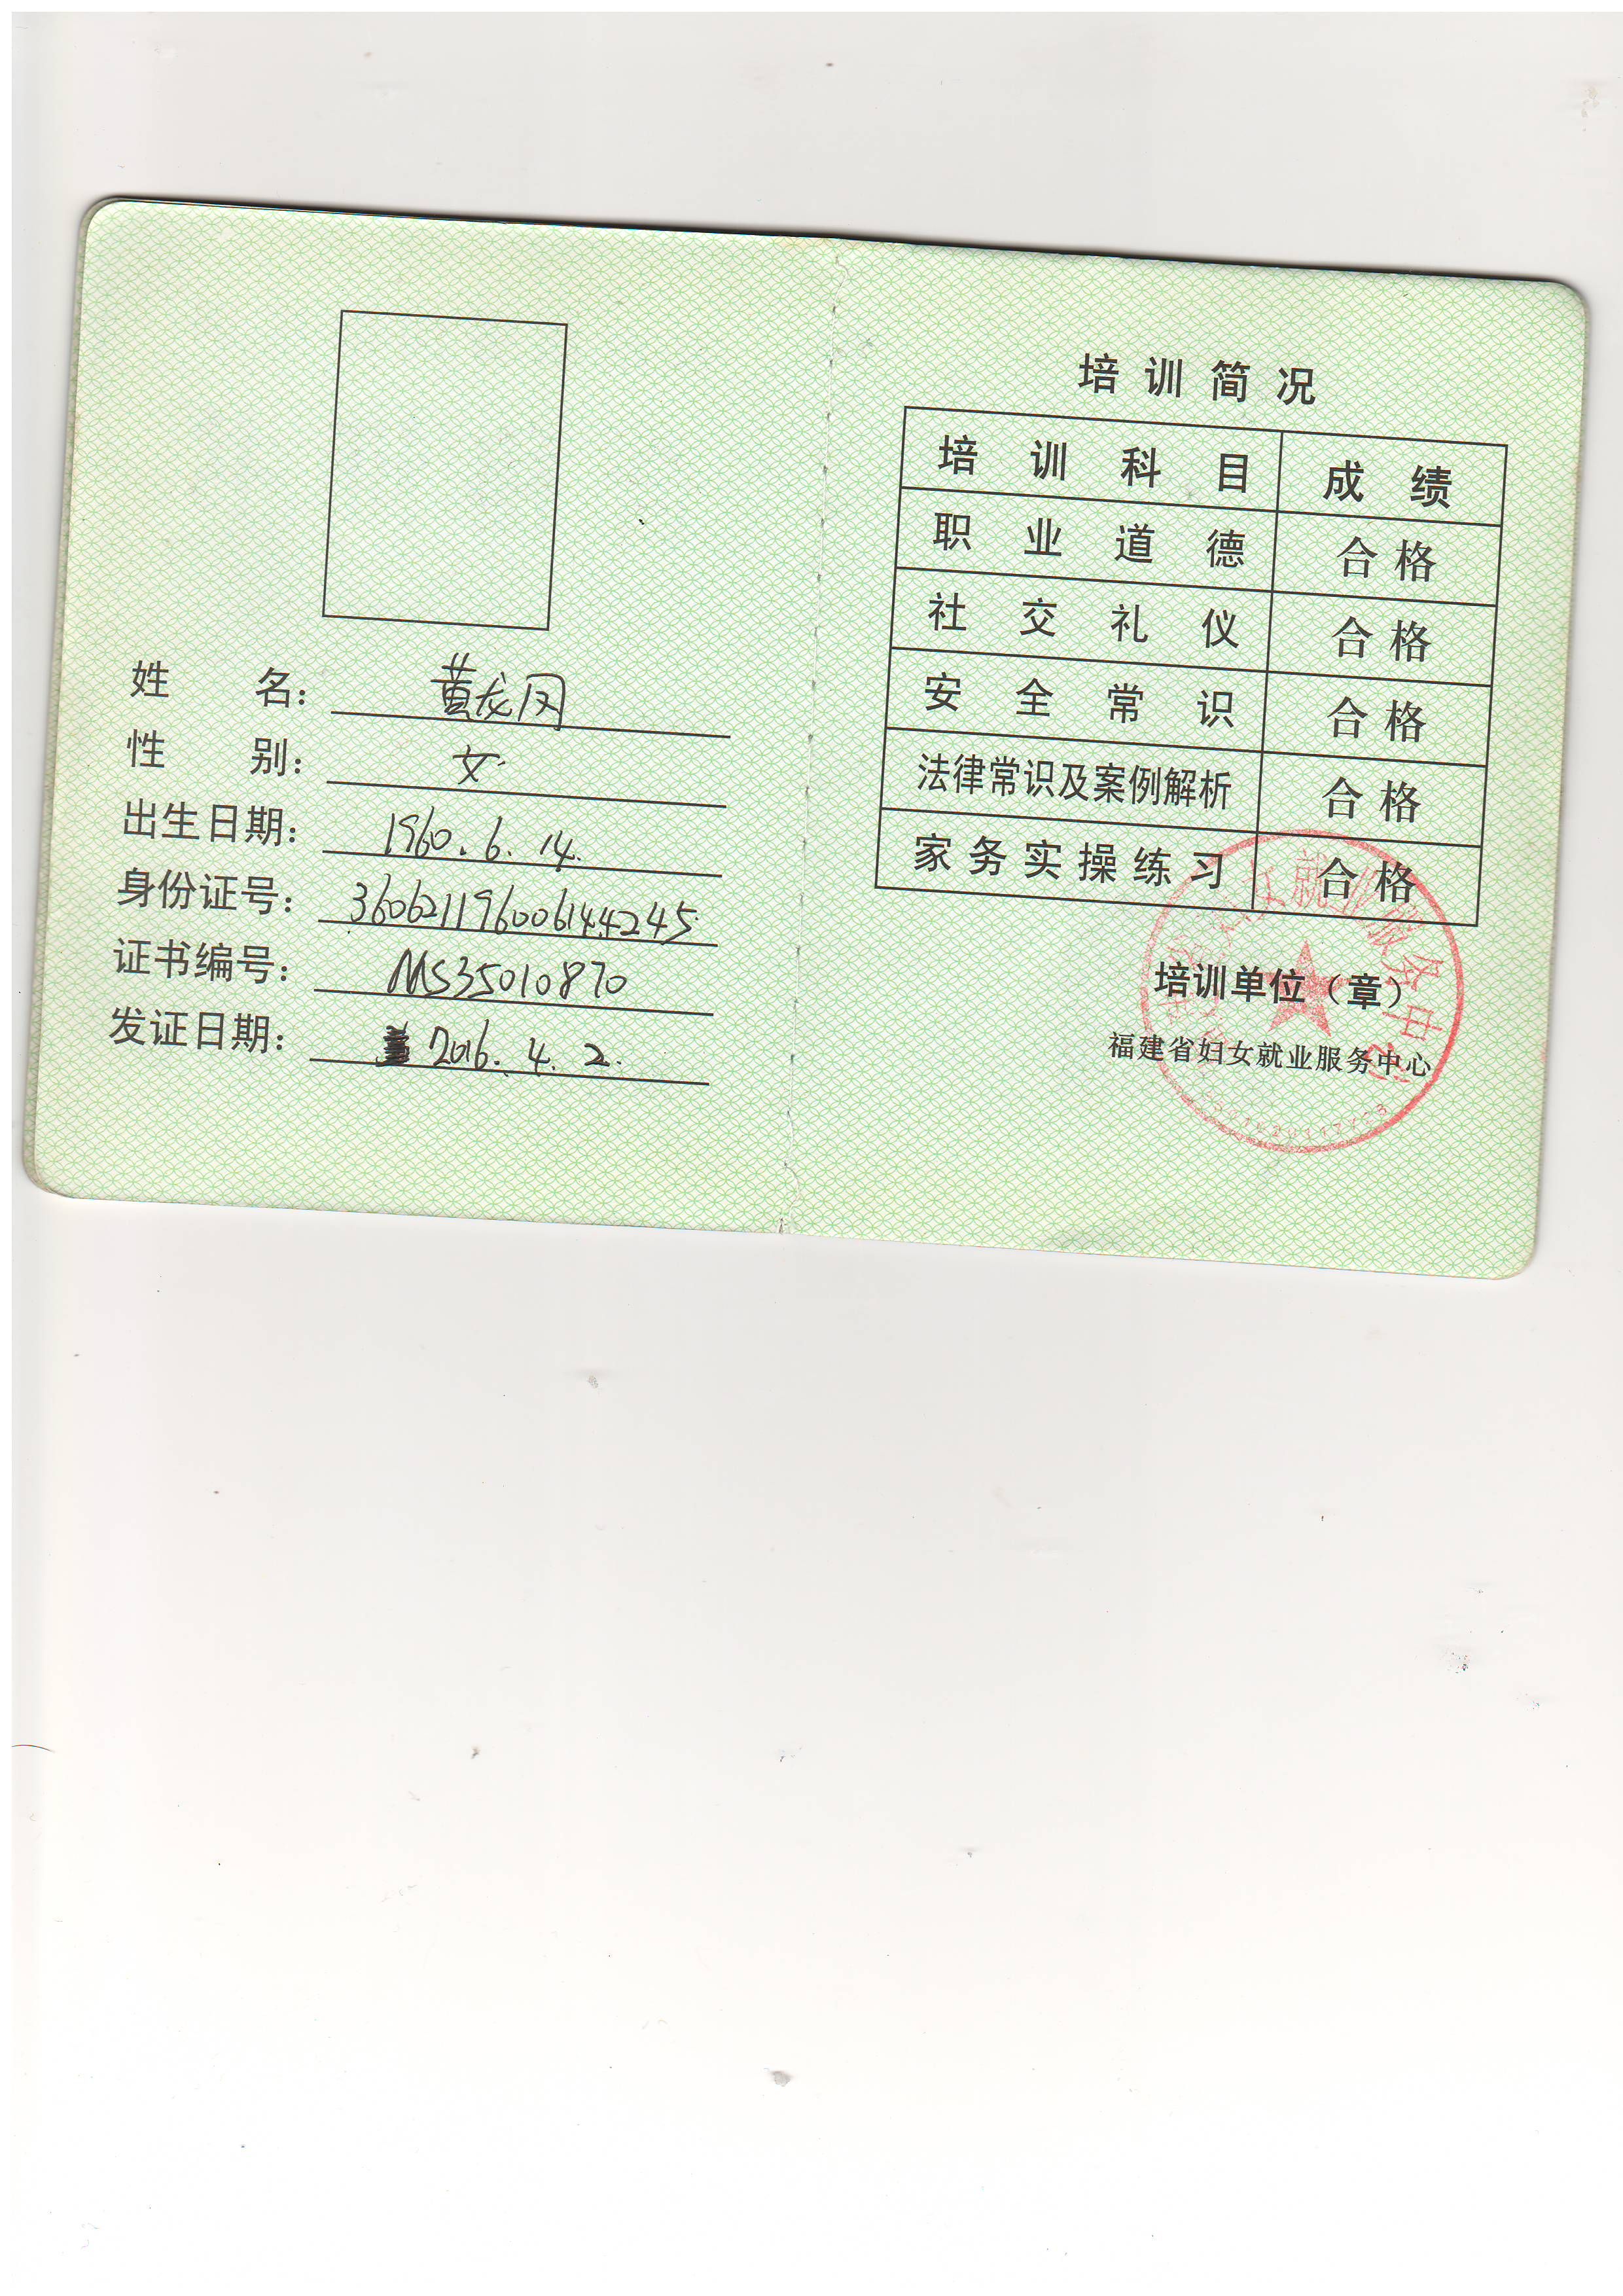 姓名：黄龙凤
性别：女
出生日期：1960.6.14.
身份证号：360621196006144245
证书编号：MS35010870
发证日期：2016.4.2.
培训简况
培训科目 成绩
职业道德 合格
社交礼仪 合格
安全常识 合格
法律常识及案例解析 合格
家务实操练习 合格
培训单位（章）
福建省妇女就业服务中心